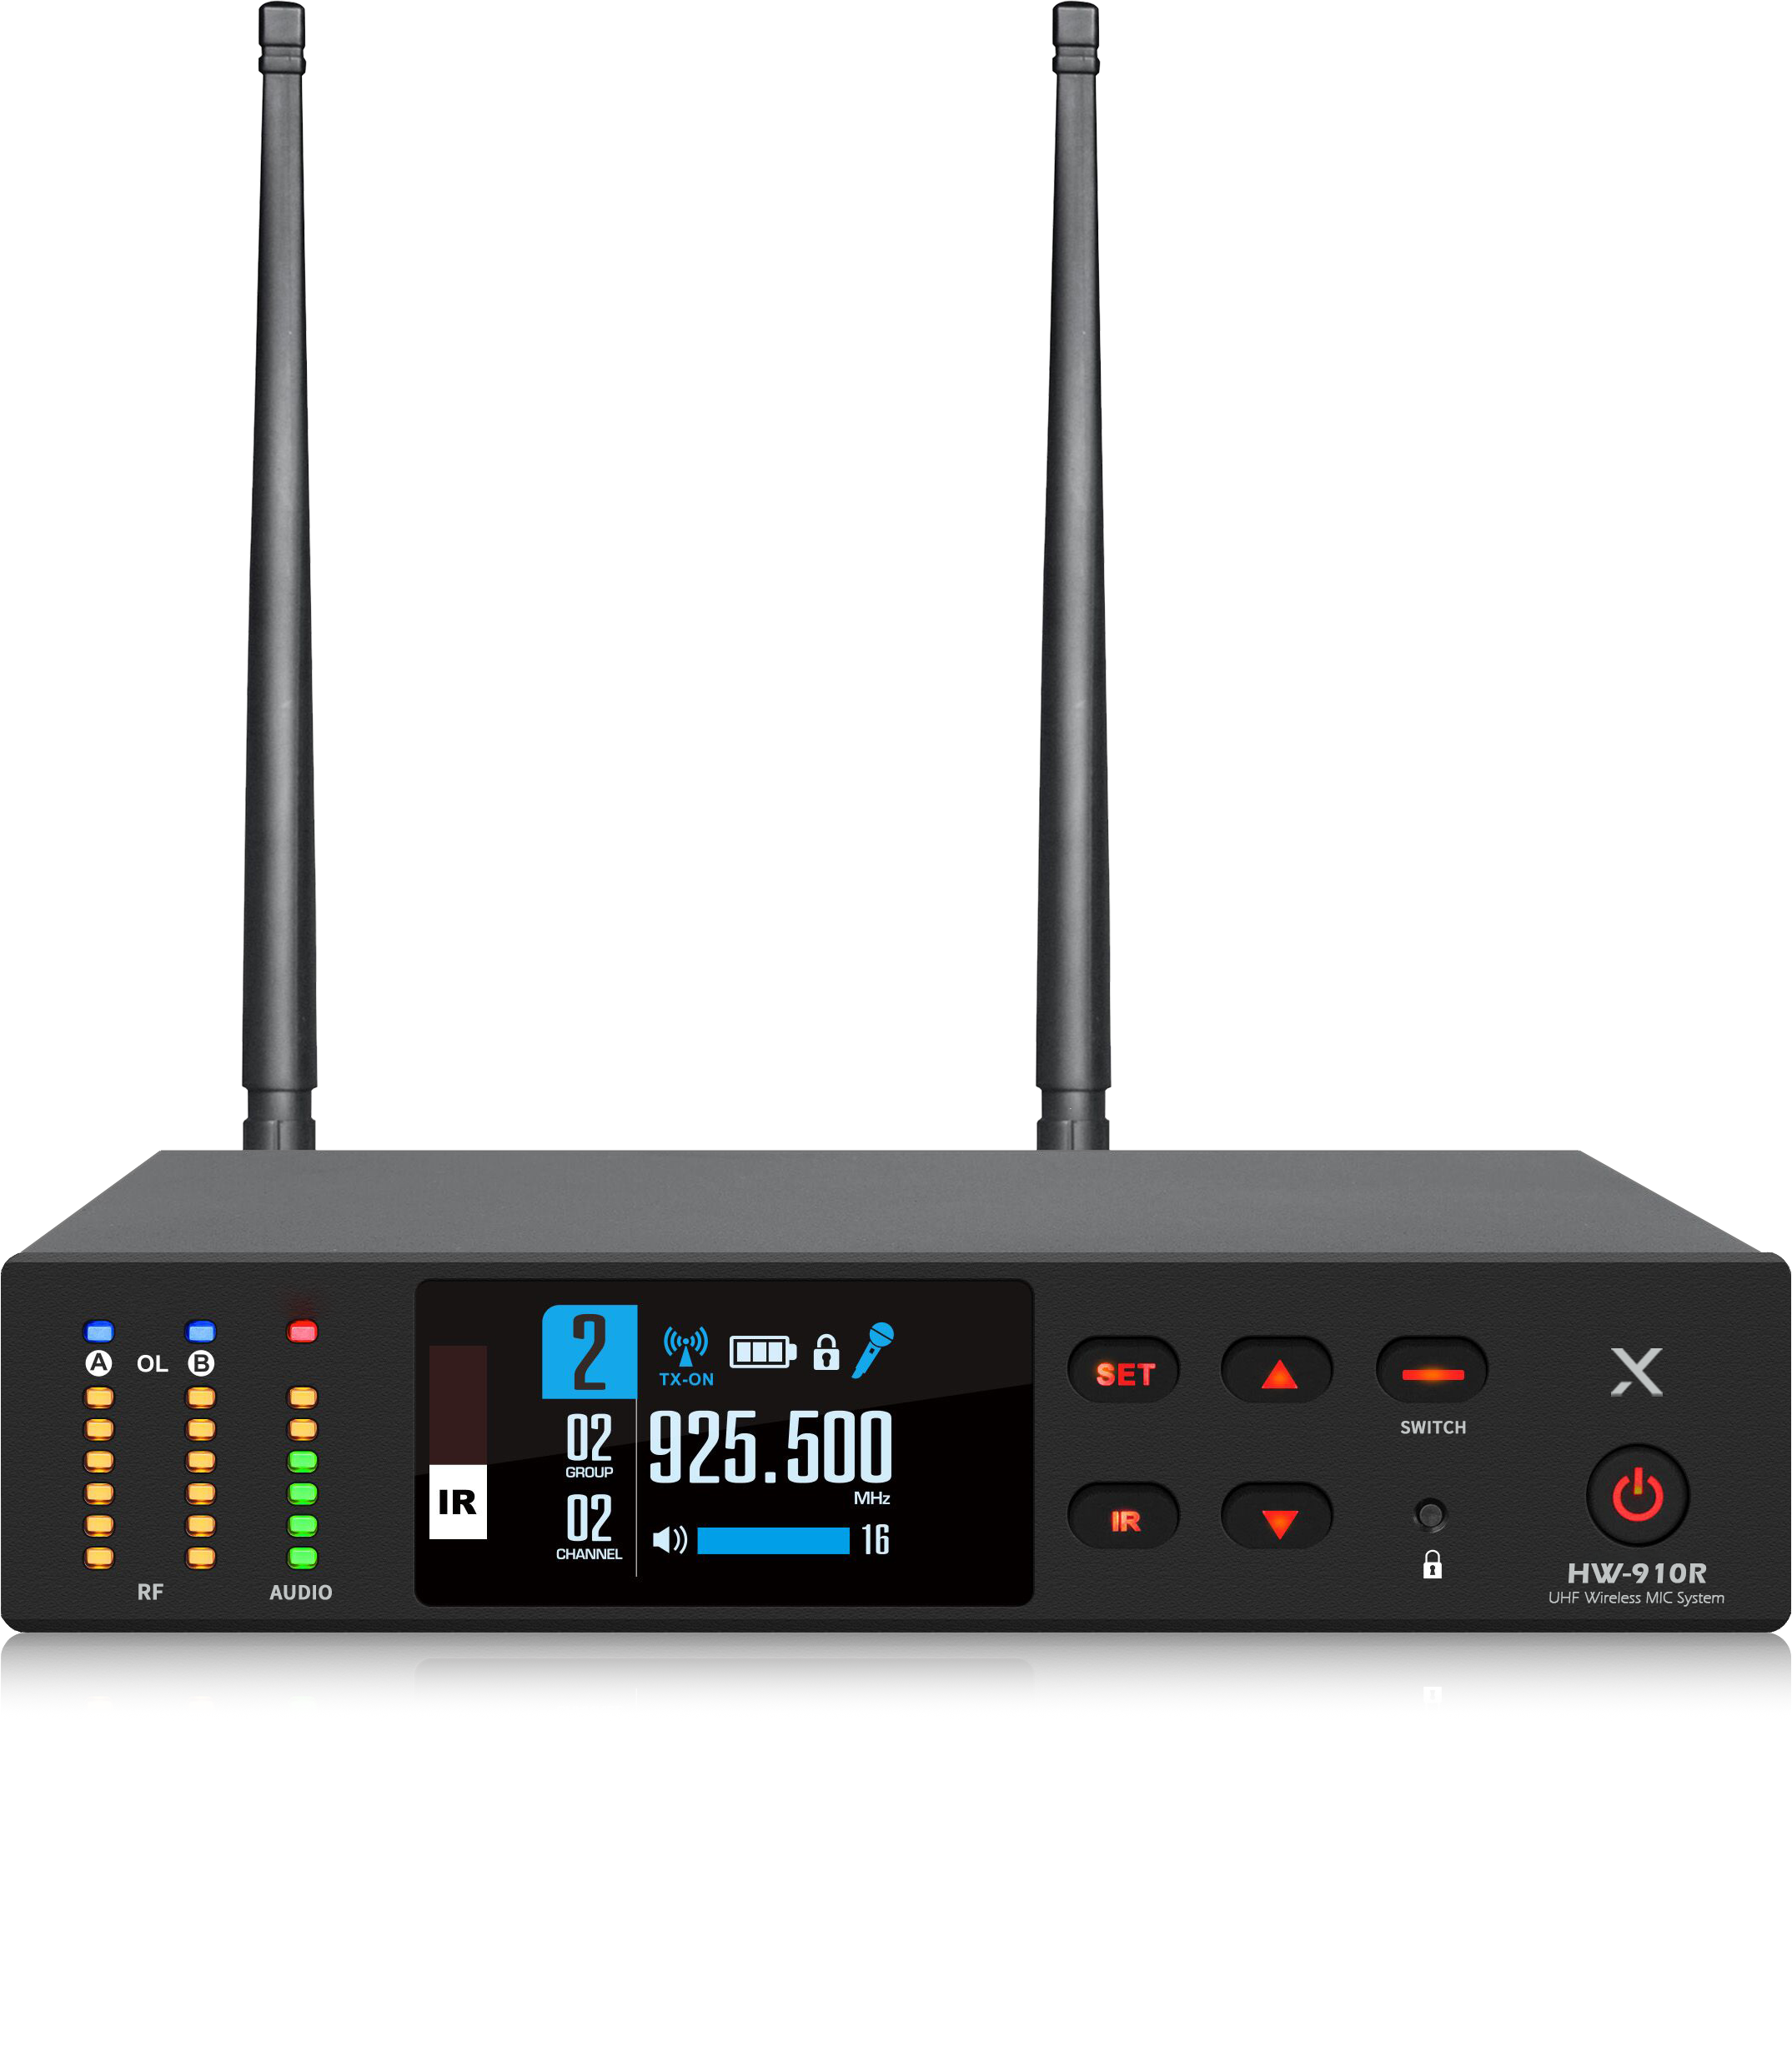 A OL B
RF
AUDIO
IR
2
TX-ON
02
GROUP
02
CHANNEL
925.500
MHz
16
SET
SWITCH
IR
X
HW-910R
UHF Wireless MIC System